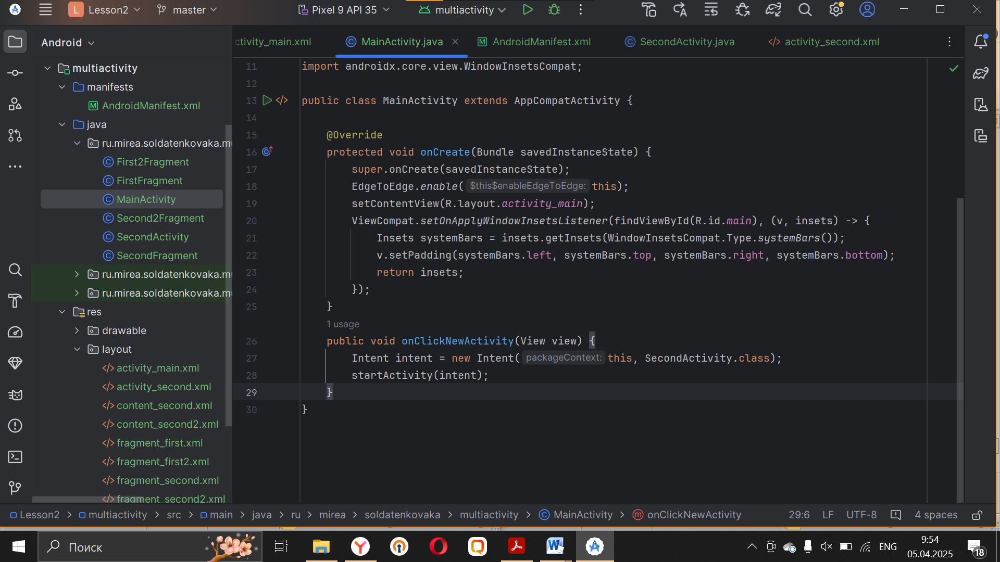 L Lesson2 master Pixel 9 API 35 multiactivity
Android
ctivity_main.xml MainActivity.java AndroidManifest.xml SecondActivity.java activity_second.xml
multiactivity
manifests
AndroidManifest.xml
java
ru.mirea.soldatenkovaka.mu
First2Fragment
FirstFragment
MainActivity
Second2Fragment
SecondActivity
SecondFragment
ru.mirea.soldatenkovaka.mu
ru.mirea.soldatenkovaka.mu
res
drawable
layout
activity_main.xml
activity_second.xml
content_second.xml
content_second2.xml
fragment_first.xml
fragment_first2.xml
fragment_second.xml
fragment_second2.xml
11 import androidx.core.view.WindowInsetsCompat;
12
13 public class MainActivity extends AppCompatActivity {
14
15 @Override
16 protected void onCreate(Bundle savedInstanceState) {
17 super.onCreate(savedInstanceState);
18 EdgeToEdge.enable( $this$enableEdgeToEdge: this);
19 setContentView(R.layout.activity_main);
20 ViewCompat.setOnApplyWindowInsetsListener(findViewById(R.id.main), (v, insets) -> {
21 Insets systemBars = insets.getInsets(WindowInsetsCompat.Type.systemBars());
22 v.setPadding(systemBars.left, systemBars.top, systemBars.right, systemBars.bottom);
23 return insets;
24 });
25 }
1 usage
26 public void onClickNewActivity(View view) {
27 Intent intent = new Intent( packageContext: this, SecondActivity.class);
28 startActivity(intent);
29 }
30 }
Lesson2 > multiactivity > src > main > java > ru > mirea > soldatenkovaka > multiactivity > MainActivity > onClickNewActivity 29:6 LF UTF-8 4 spaces
Поиск ENG 9:54
05.04.2025
18